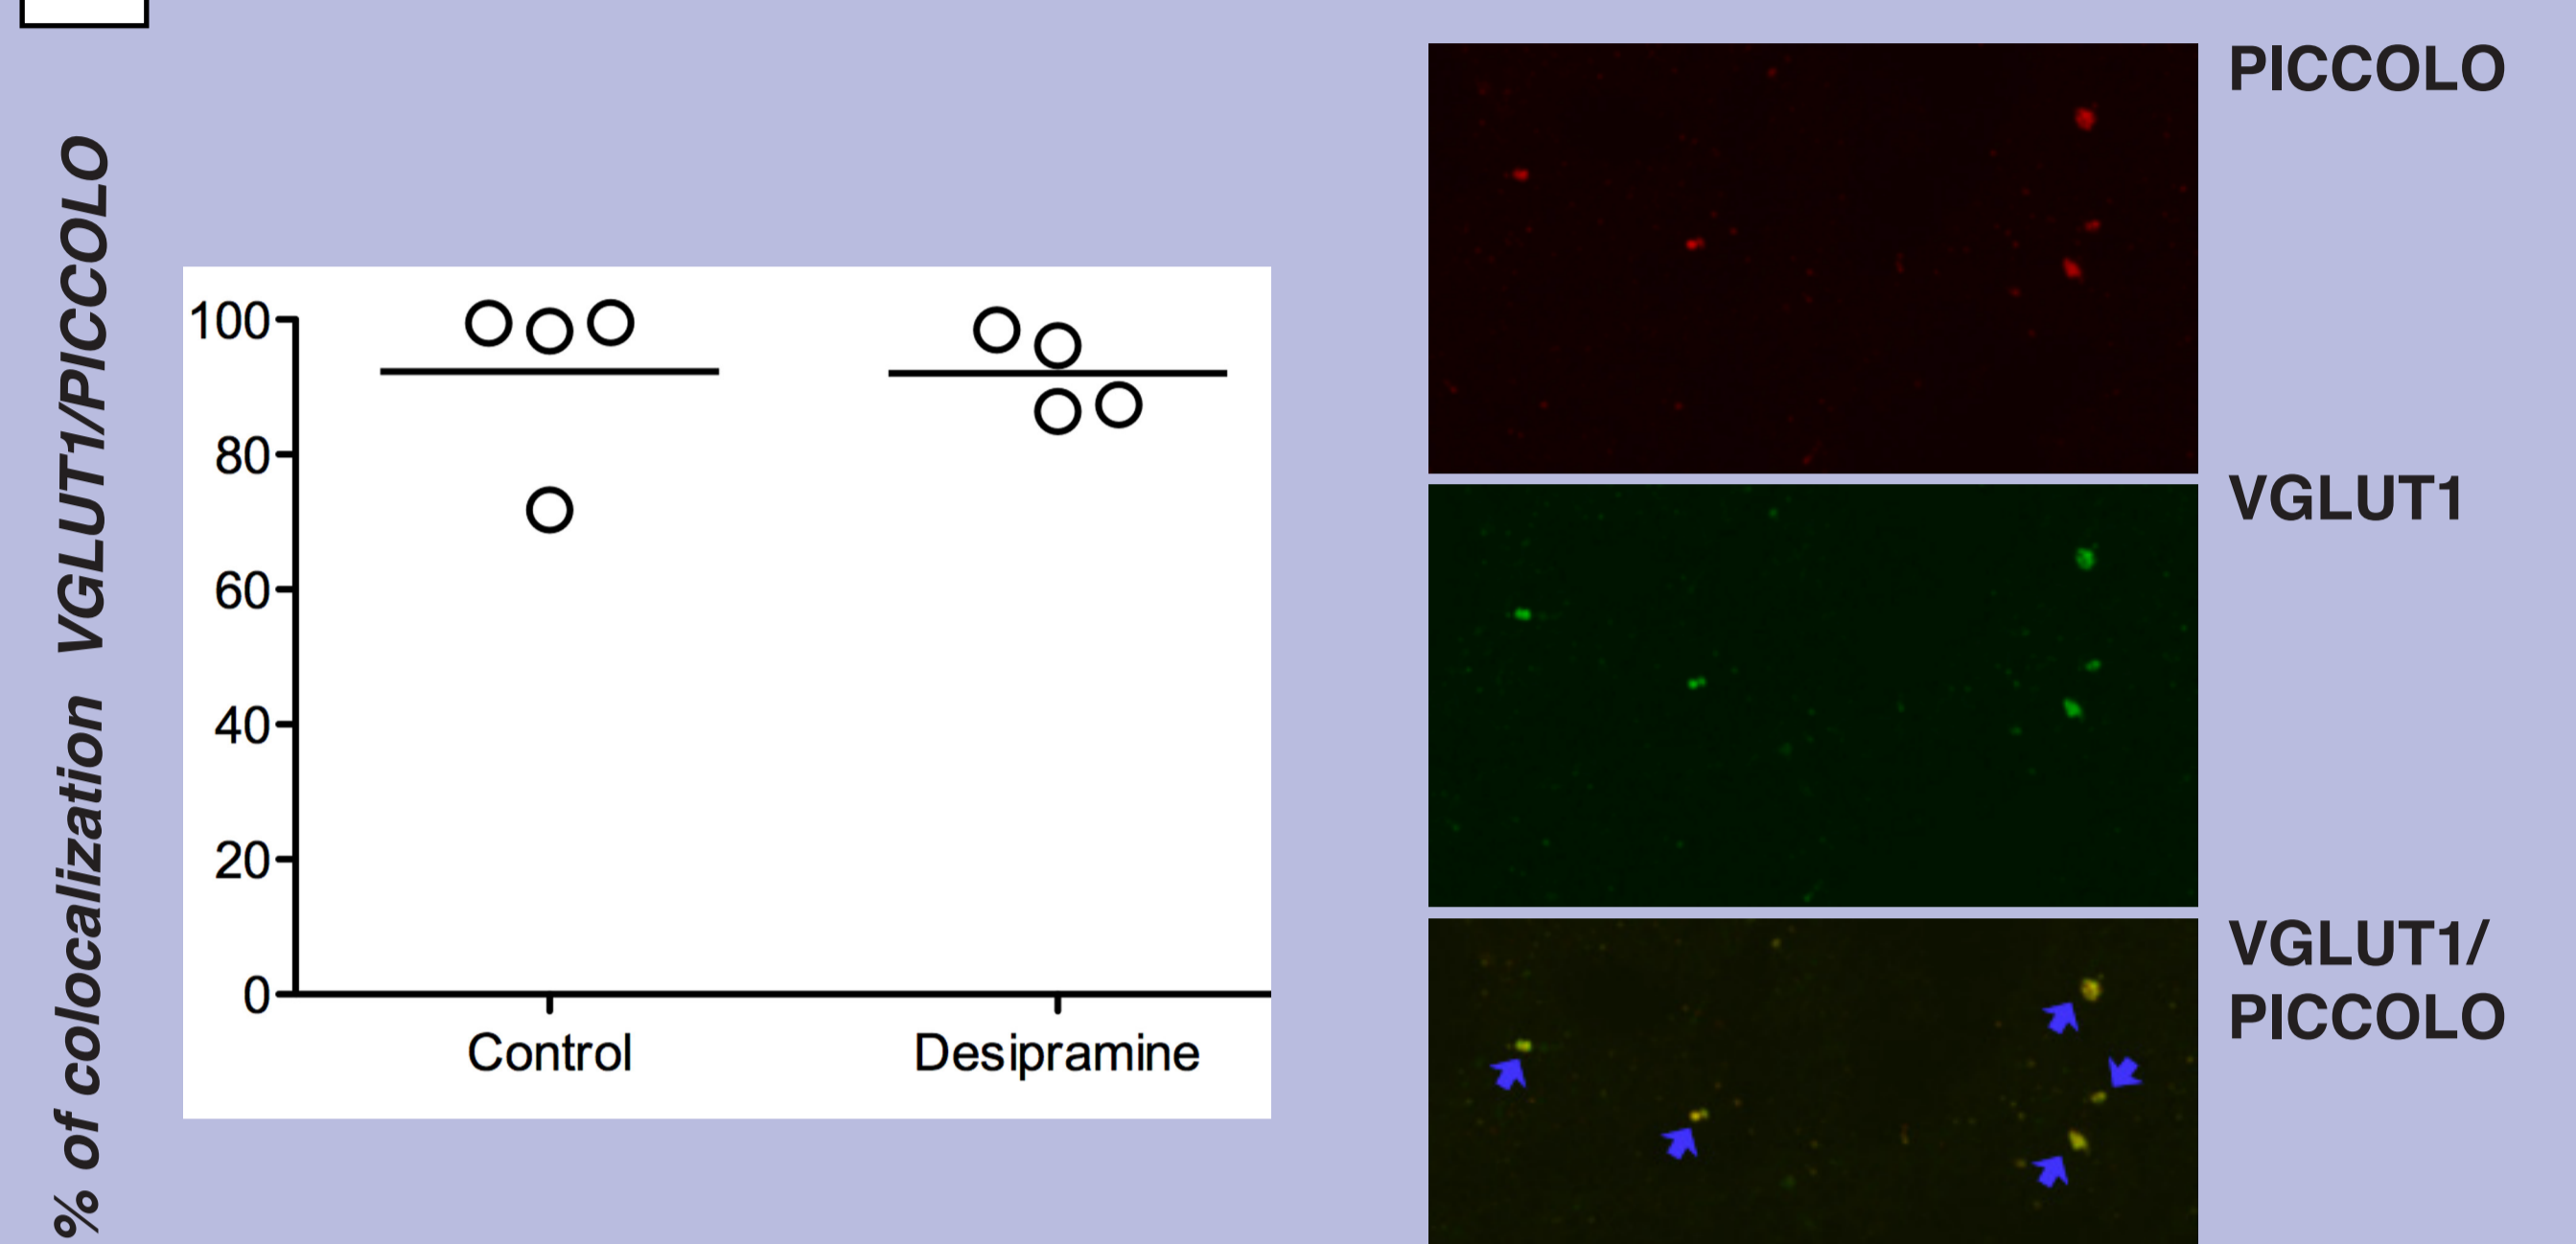 % of colocalization VGLUT1/PICCOLO
100
80
60
40
20
0
Control
Desipramine
PICCOLO
VGLUT1
VGLUT1/
PICCOLO